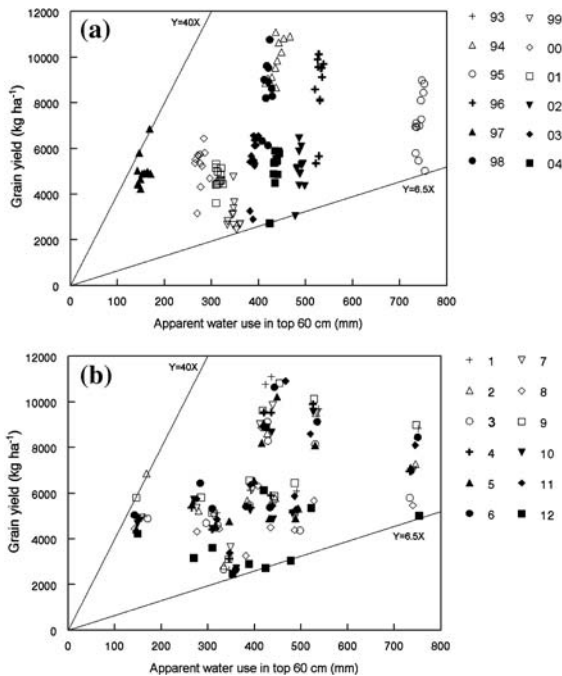 (a)
Y=40X
Y=6.5X
12000
10000
8000
6000
4000
2000
0
Grain yield (kg ha⁻¹)
0 100 200 300 400 500 600 700 800
Apparent water use in top 60 cm (mm)
93 99
94 00
95 01
96 02
97 03
98 04
(b)
Y=40X
Y=6.5X
12000
10000
8000
6000
4000
2000
0
Grain yield (kg ha⁻¹)
0 100 200 300 400 500 600 700 800
Apparent water use in top 60 cm (mm)
1 7
2 8
3 9
4 10
5 11
6 12